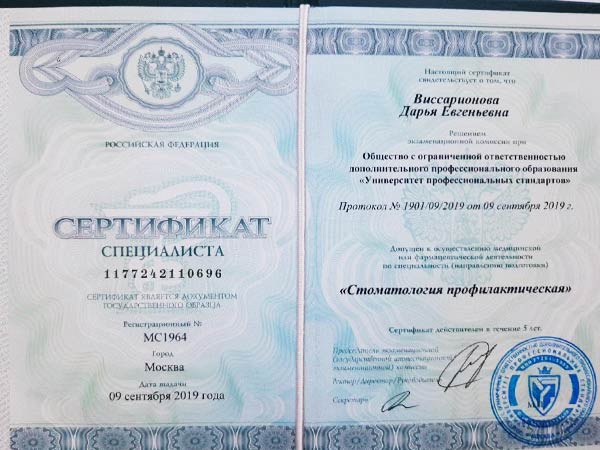 РОССИЙСКАЯ ФЕДЕРАЦИЯ
СЕРТИФИКАТ
СПЕЦИАЛИСТА
1177242110696
СЕРТИФИКАТ ЯВЛЯЕТСЯ ДОКУМЕНТОМ
ГОСУДАРСТВЕННОГО ОБРАЗЦА
Регистрационный №
МС1964
Город
Москва
Дата выдачи
09 сентября 2019 года
Настоящий сертификат
свидетельствует о том, что
Виссарионова
Дарья Евгеньевна
Решением
экзаменационной комиссии при
Общество с ограниченной ответственностью
дополнительного профессионального образования
«Университет профессиональных стандартов»
Протокол № 1901/09/2019 от 09 сентября 2019 г.
Допущен к осуществлению медицинской
или фармацевтической деятельности
по специальности (направлению подготовки)
«Стоматология профилактическая»
Сертификат действителен в течение 5 лет.
Председатель экзаменационной
(государственной аттестационной)
комиссии
Ректор/Директор/Руководитель
Секретарь